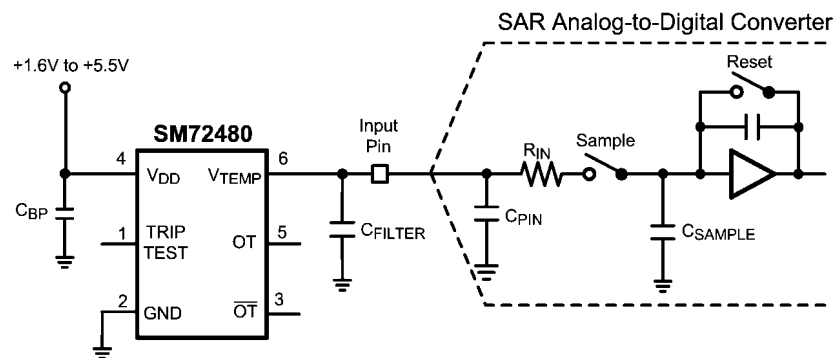 SAR Analog-to-Digital Converter
+1.6V to +5.5V
Reset
SM72480
Input
Pin
RIN
Sample
4
VDD
VTEMP
6
CBP
CFILTER
CPIN
CSAMPLE
1
TRIP
TEST
OT
5
2
GND
OT
3